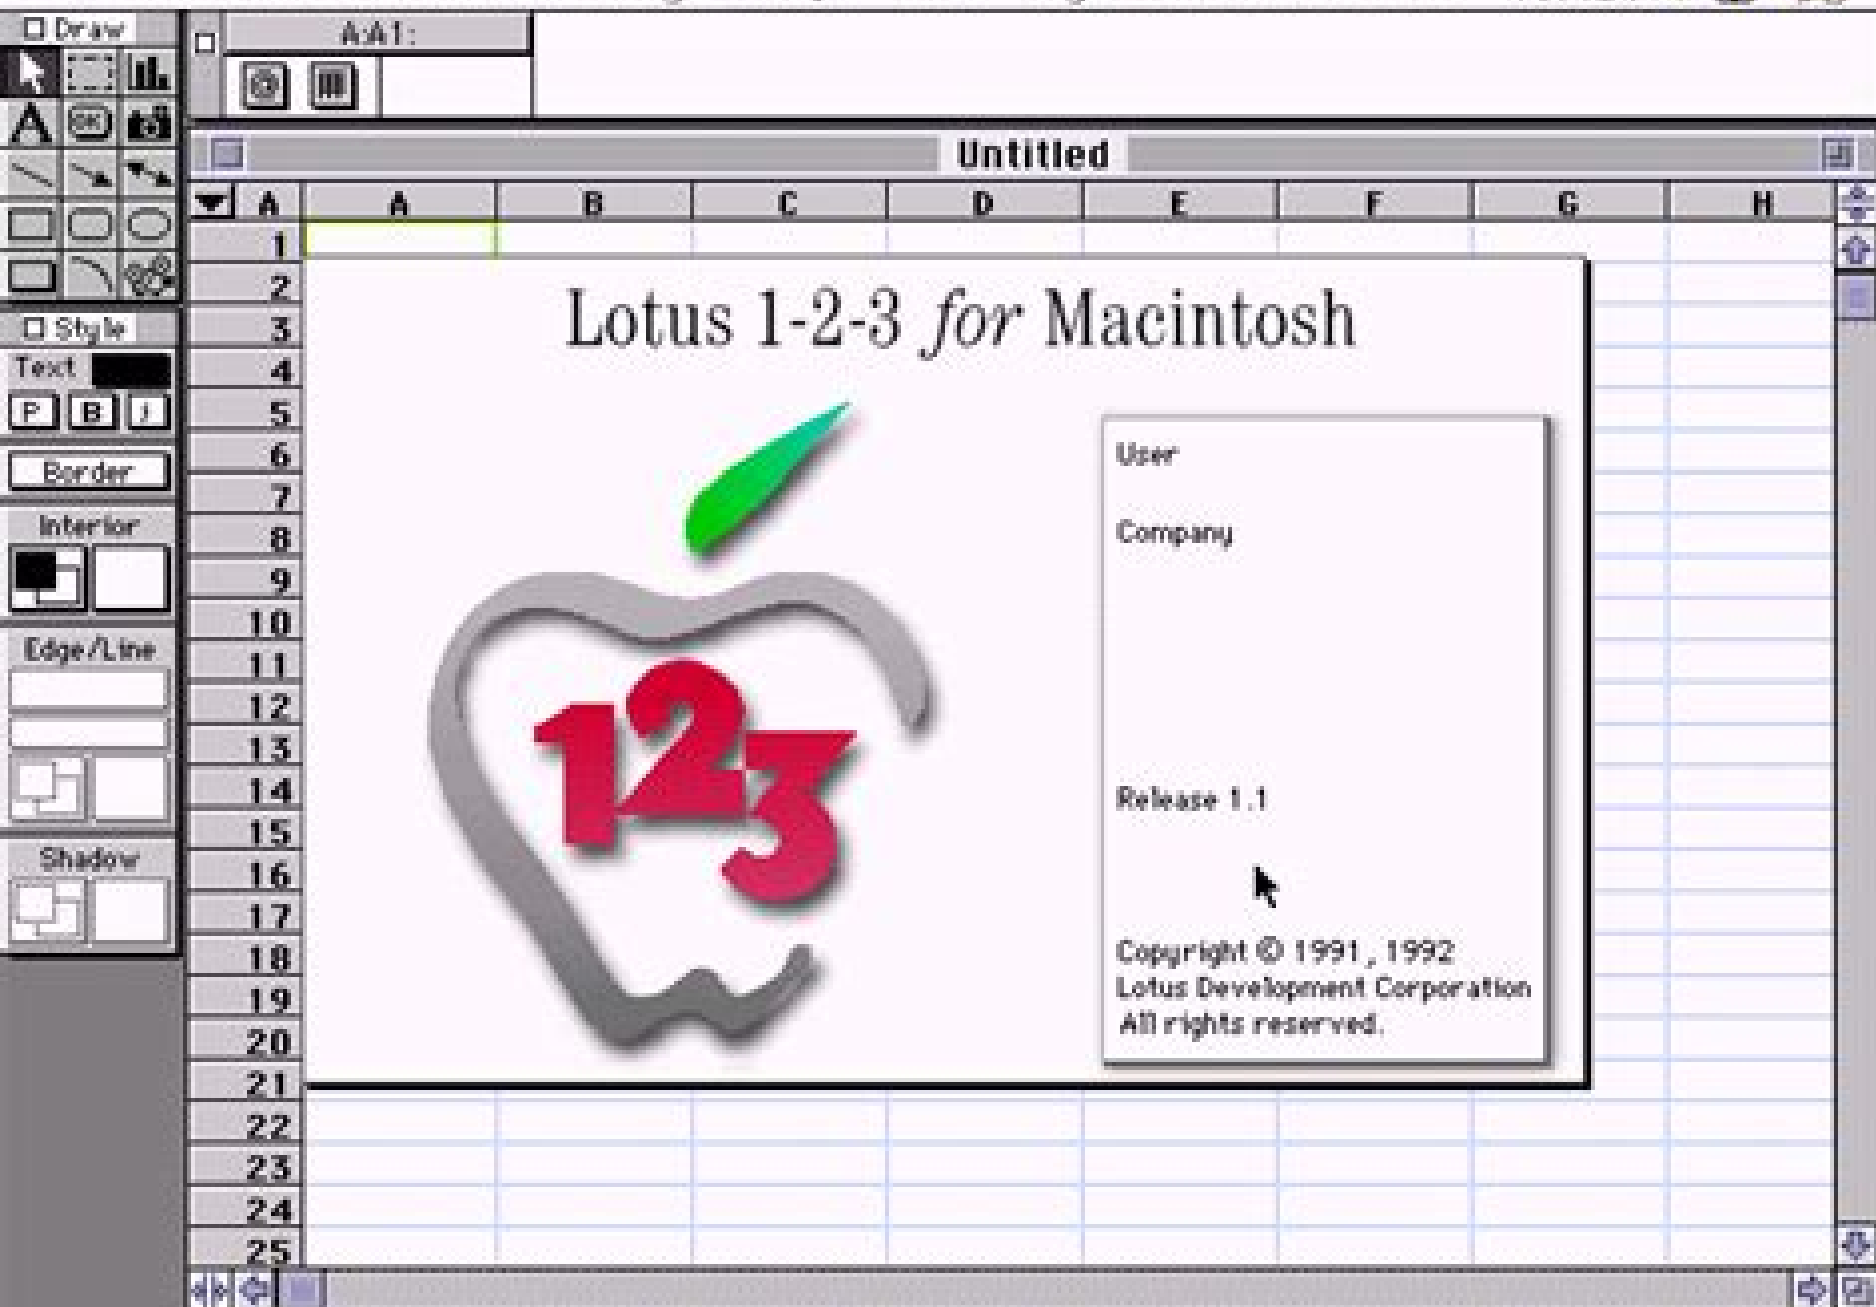 Draw
A:A1:
A
OK
Untitled
A A B C D E F G H
1
2
3
4
5
6
7
8
9
10
11
12
13
14
15
16
17
18
19
20
21
22
23
24
25
Lotus 1-2-3 for Macintosh
123
User
Company
Release 1.1
Copyright © 1991, 1992
Lotus Development Corporation
All rights reserved.
Style
Text
P B I
Border
Interior
Edge/Line
Shadow